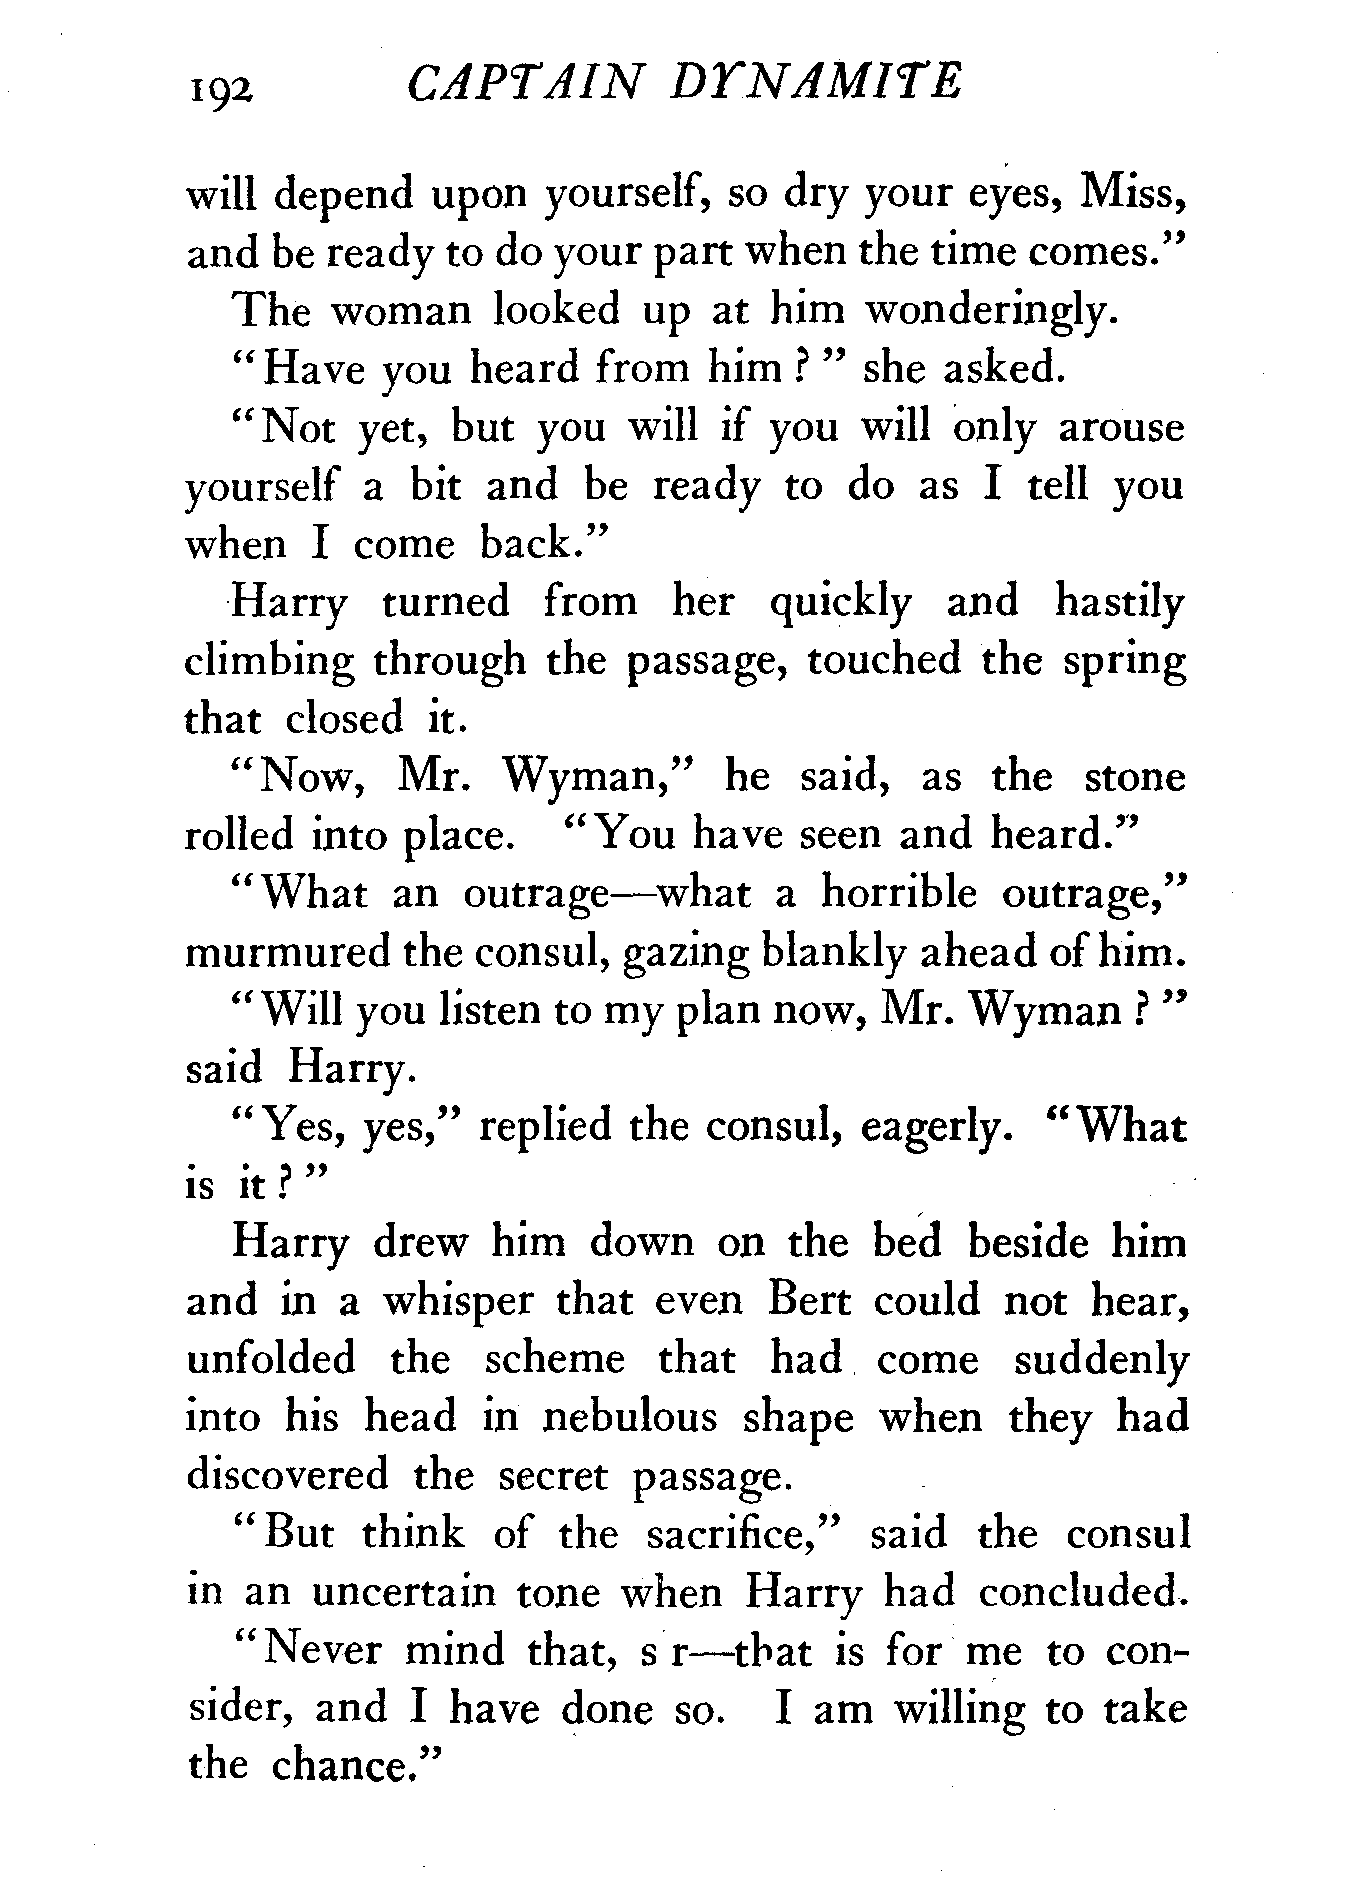 192 CAPTAIN DYNAMITE
will depend upon yourself, so dry your eyes, Miss,
and be ready to do your part when the time comes.”
The woman looked up at him wonderingly.
“Have you heard from him ? ” she asked.
“Not yet, but you will if you will only arouse
yourself a bit and be ready to do as I tell you
when I come back.”
Harry turned from her quickly and hastily
climbing through the passage, touched the spring
that closed it.
“Now, Mr. Wyman,” he said, as the stone
rolled into place. “You have seen and heard.”
“What an outrage—what a horrible outrage,”
murmured the consul, gazing blankly ahead of him.
“Will you listen to my plan now, Mr. Wyman ? ”
said Harry.
“Yes, yes,” replied the consul, eagerly. “What
is it ? ”
Harry drew him down on the bed beside him
and in a whisper that even Bert could not hear,
unfolded the scheme that had come suddenly
into his head in nebulous shape when they had
discovered the secret passage.
“But think of the sacrifice,” said the consul
in an uncertain tone when Harry had concluded.
“Never mind that, s r—that is for me to con-
sider, and I have done so. I am willing to take
the chance.”